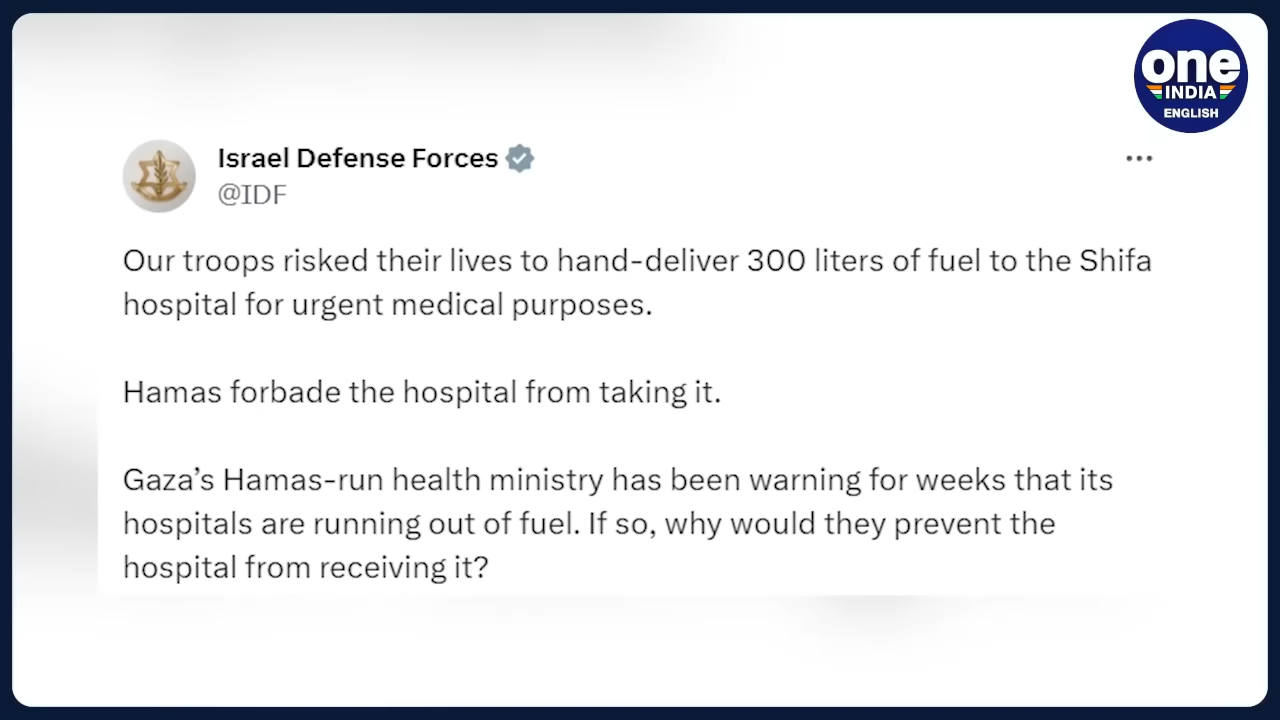 one
INDIA
ENGLISH
Israel Defense Forces
@IDF
Our troops risked their lives to hand-deliver 300 liters of fuel to the Shifa
hospital for urgent medical purposes.
Hamas forbade the hospital from taking it.
Gaza’s Hamas-run health ministry has been warning for weeks that its
hospitals are running out of fuel. If so, why would they prevent the
hospital from receiving it?